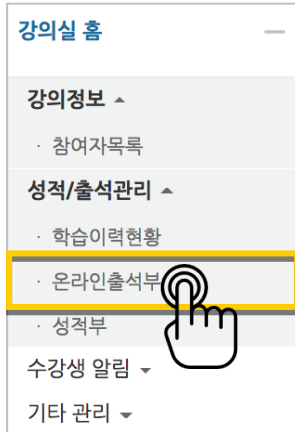 강의실 홈
강의정보
· 참여자목록
성적/출석관리
· 학습이력현황
· 온라인출석부
· 성적부
수강생 알림
기타 관리